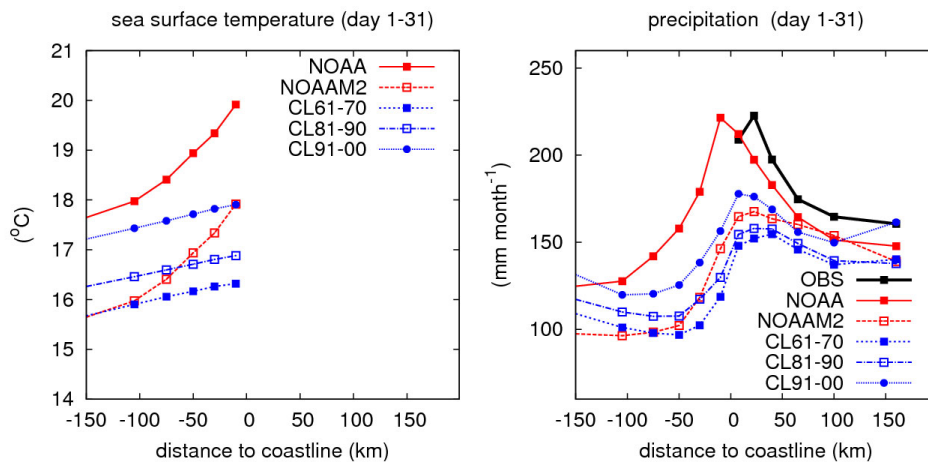 sea surface temperature (day 1-31)
21
20
19
18
17
16
15
14
(°C)
-150 -100 -50 0 50 100 150
distance to coastline (km)
NOAA
NOAAM2
CL61-70
CL81-90
CL91-00
precipitation (day 1-31)
250
200
150
100
(mm month⁻¹)
-150 -100 -50 0 50 100 150
distance to coastline (km)
OBS
NOAA
NOAAM2
CL61-70
CL81-90
CL91-00